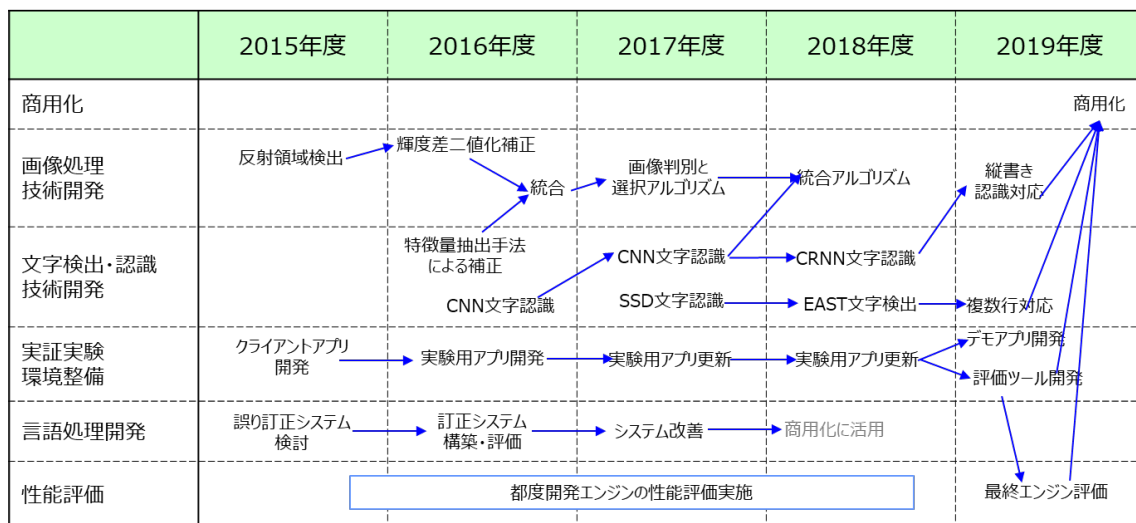 2015年度
2016年度
2017年度
2018年度
2019年度
商用化
商用化
画像処理
技術開発
反射領域検出
輝度差二値化補正
統合
特徴量抽出手法
による補正
画像判別と
選択アルゴリズム
統合アルゴリズム
縦書き
認識対応
文字検出・認識
技術開発
CNN文字認識
CNN文字認識
CRNN文字認識
SSD文字認識
EAST文字検出
複数行対応
実証実験
環境整備
クライアントアプリ
開発
実験用アプリ開発
実験用アプリ更新
実験用アプリ更新
デモアプリ開発
評価ツール開発
言語処理開発
誤り訂正システム
検討
訂正システム
構築・評価
システム改善
商用化に活用
性能評価
都度開発エンジンの性能評価実施
最終エンジン評価